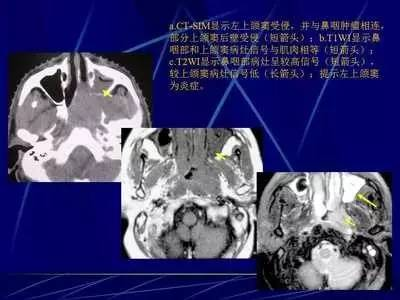 a.CT-SIM显示左上颌窦受侵，并与鼻咽肿瘤相连，
部分上颌窦后壁受侵（短箭头）；b.T1WI显示鼻
咽部和上颌窦病灶信号与肌肉相等（短箭头）；
c.T2WI显示鼻咽部病灶呈较高信号（短箭头），
较上颌窦病灶信号低（长箭头）；提示左上颌窦
为炎症。